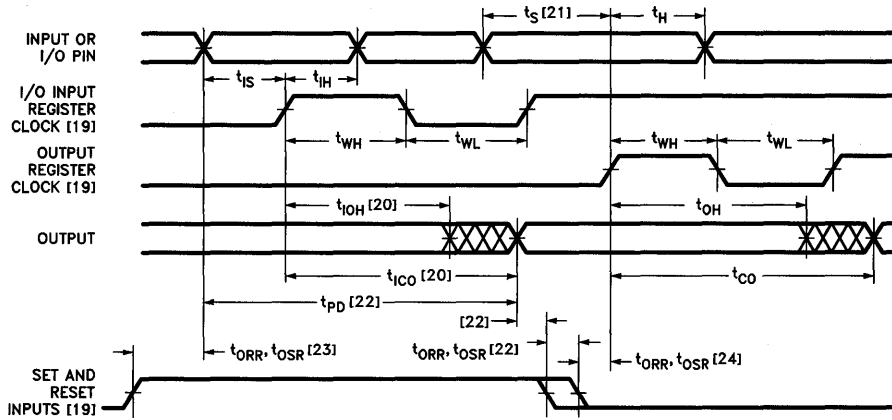 tS [21]
tH
INPUT OR
I/O PIN
tIS
tIH
I/O INPUT
REGISTER
CLOCK [19]
tWH
tWL
tWH
tWL
OUTPUT
REGISTER
CLOCK [19]
tIOH [20]
tOH
OUTPUT
tICO [20]
tCO
tPD [22]
[22]
tORR, tOSR [23]
tORR, tOSR [22]
tORR, tOSR [24]
SET AND
RESET
INPUTS [19]